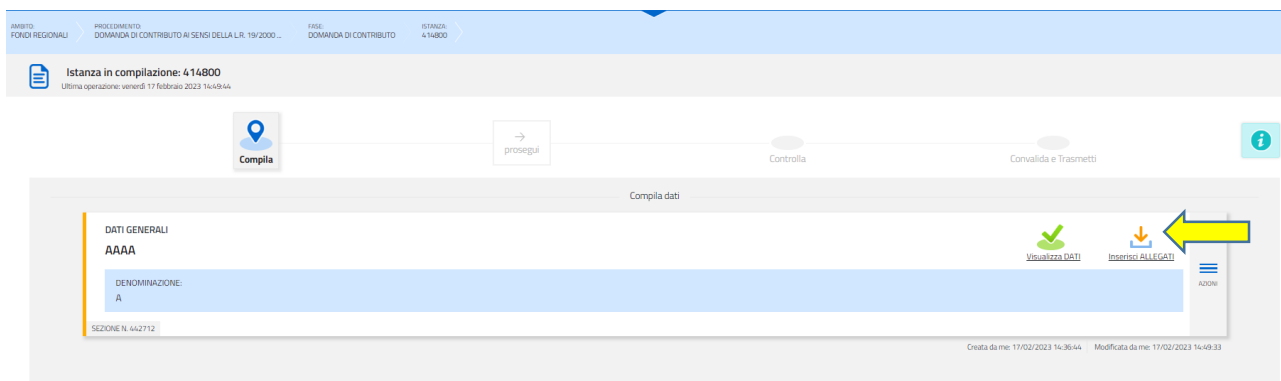 AMBITO:
FONDI REGIONALI
PROCEDIMENTO:
DOMANDA DI CONTRIBUTO AI SENSI DELLA L.R. 19/2000 ...
FASE:
DOMANDA DI CONTRIBUTO
ISTANZA:
414800
Istanza in compilazione: 414800
Ultima operazione: venerdì 17 febbraio 2023 14:49:44
Compila
prosegui
Controlla
Convalida e Trasmetti
Compila dati
DATI GENERALI
AAAA
Visualizza DATI
Inserisci ALLEGATI
AZIONI
DENOMINAZIONE:
A
SEZIONE N. 442712
Creata da me: 17/02/2023 14:36:44
Modificata da me: 17/02/2023 14:49:33